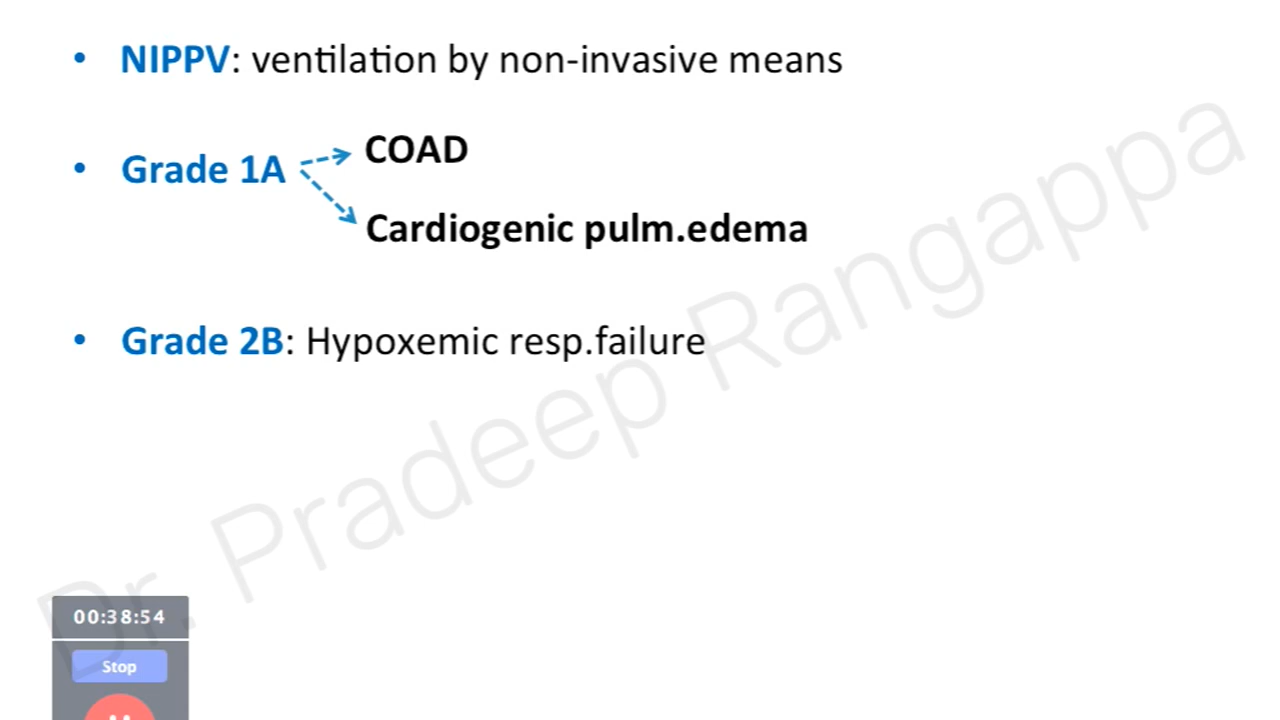 • NIPPV: ventilation by non-invasive means
• Grade 1A
COAD
Cardiogenic pulm.edema
• Grade 2B: Hypoxemic resp.failure
Dr. Pradeep Rangappa
00:38:54
Stop